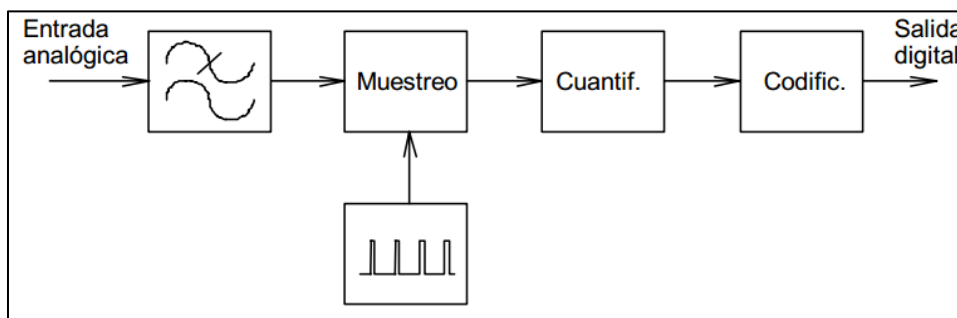 Entrada
analógica
Muestreo
Cuantif.
Codific.
Salida
digital